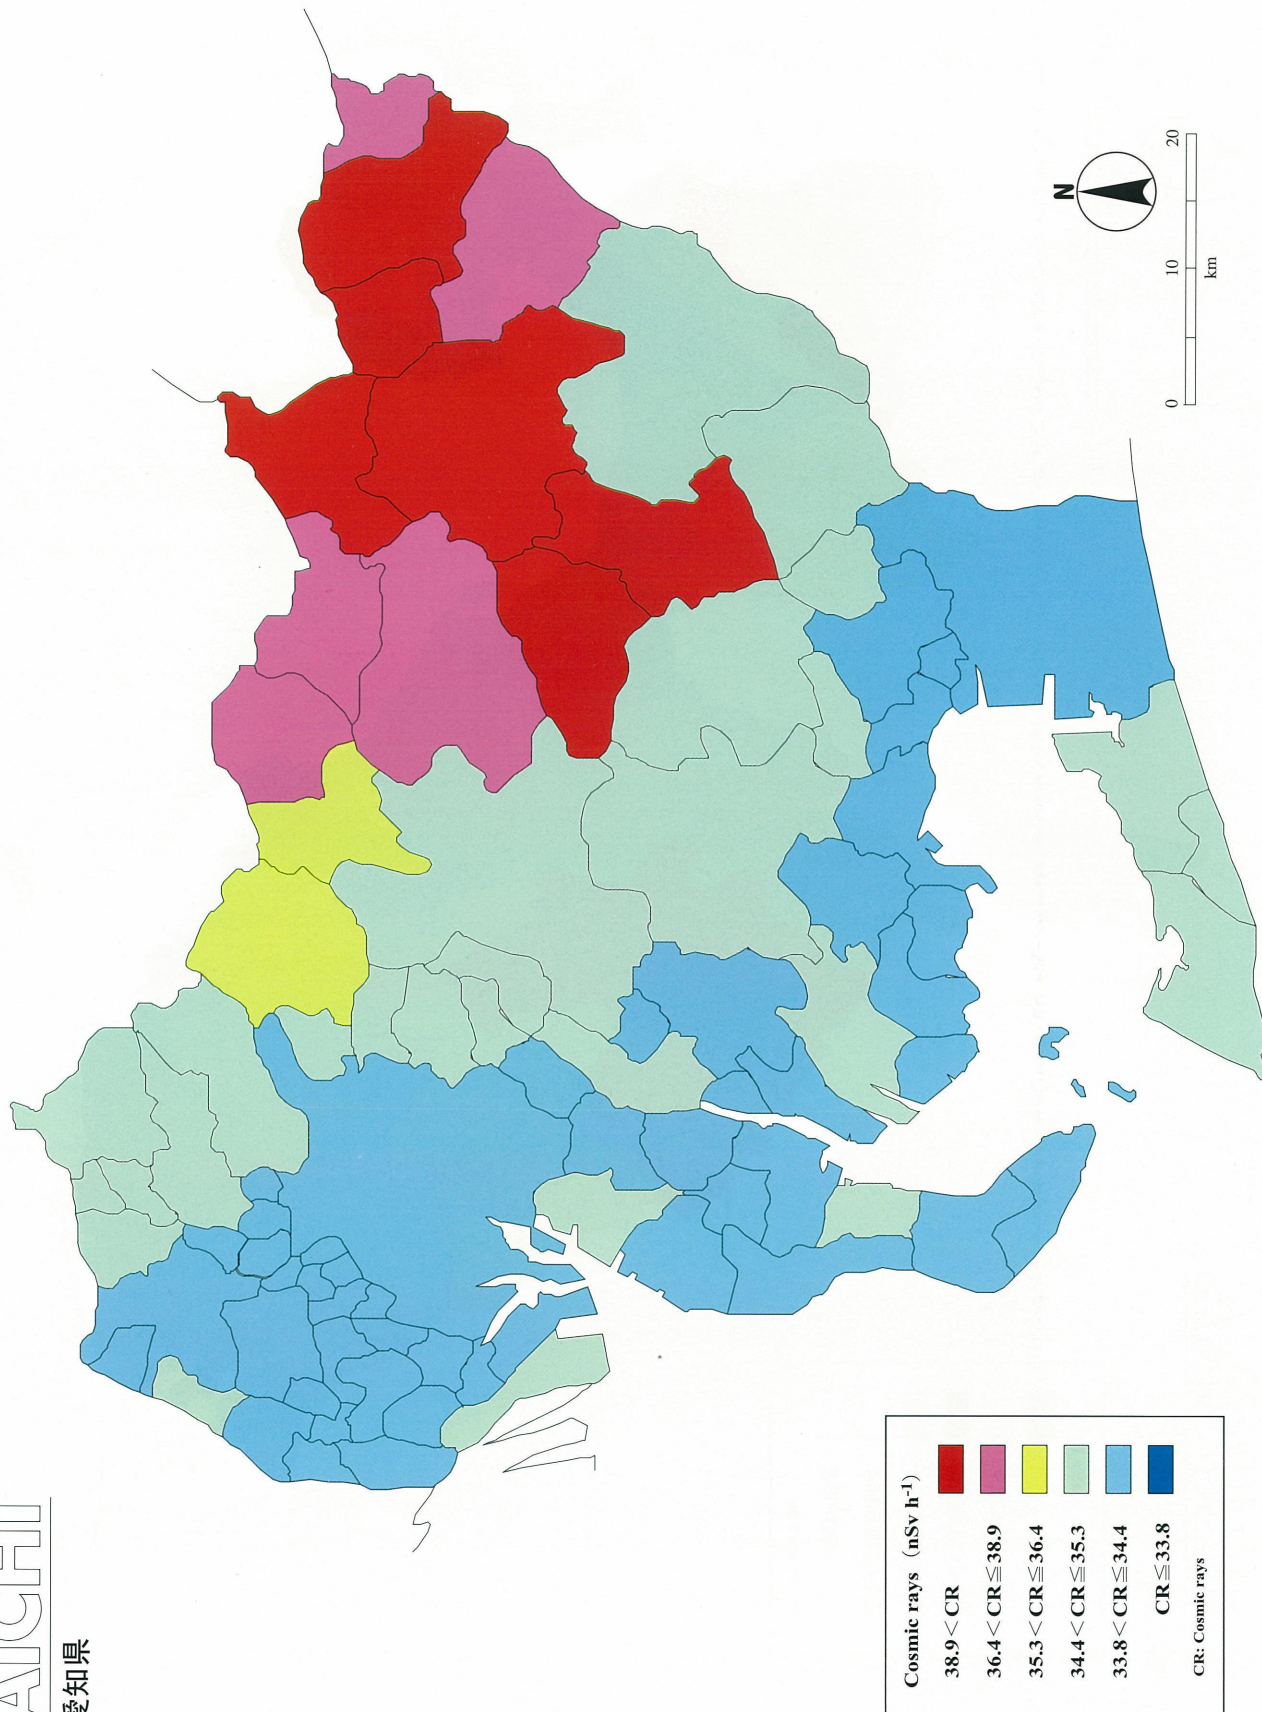 AICHI
愛知県
N
0 10 20
km
Cosmic rays (nSv h⁻¹)
38.9＜CR
36.4＜CR≦38.9
35.3＜CR≦36.4
34.4＜CR≦35.3
33.8＜CR≦34.4
CR≦33.8
CR: Cosmic rays